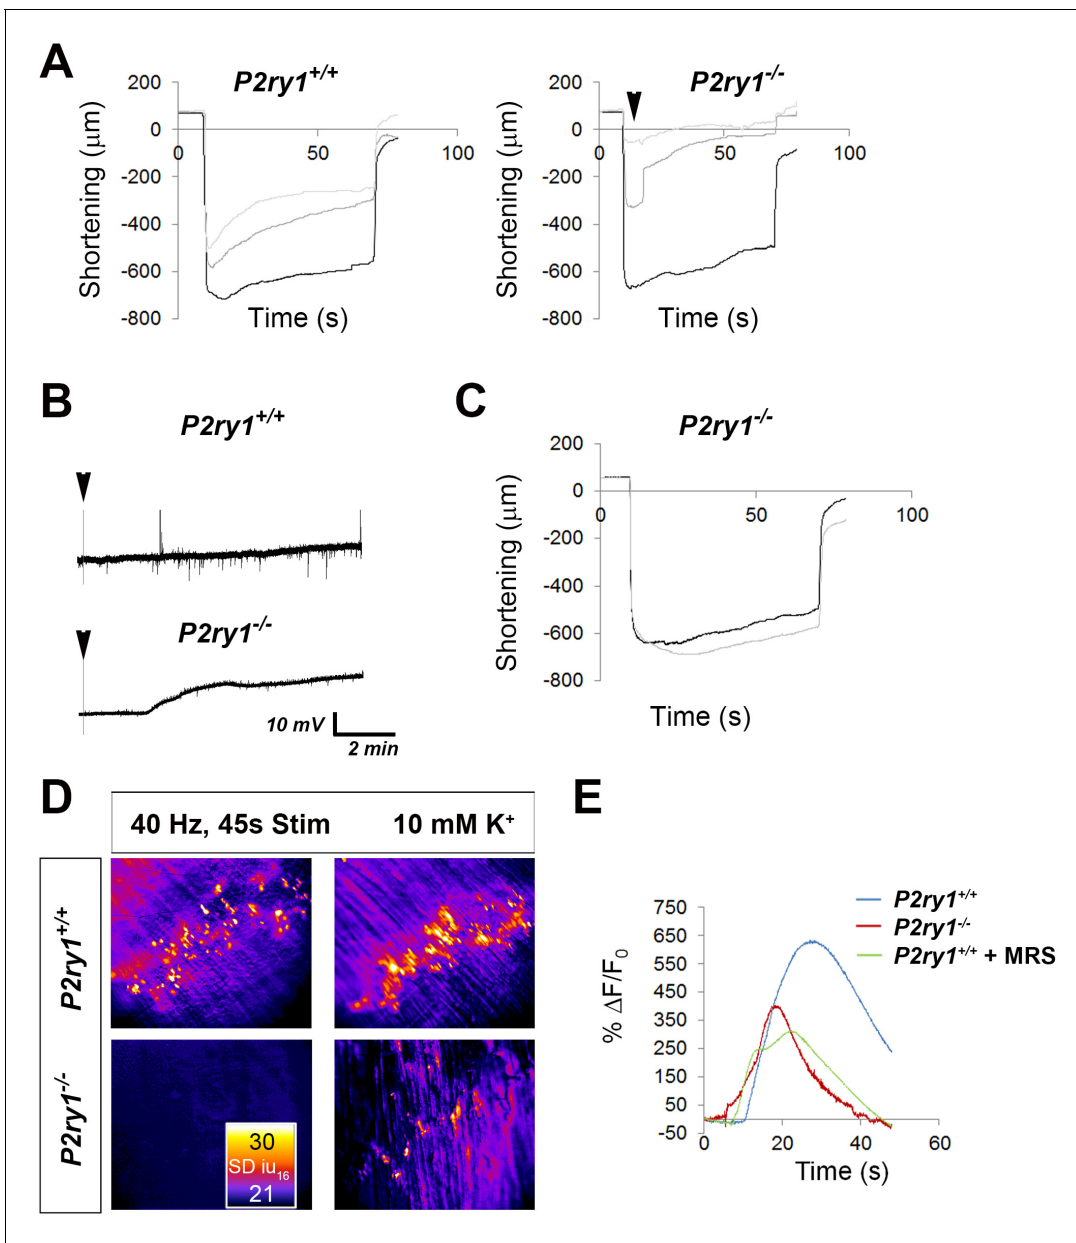 A
P2ry1+/+
200
0
-200
-400
-600
-800
0
50
100
Shortening (µm)
Time (s)
P2ry1-/-
200
0
-200
-400
-600
-800
0
50
100
Shortening (µm)
Time (s)
B
P2ry1+/+
P2ry1-/-
10 mV
2 min
C
P2ry1-/-
200
0
-200
-400
-600
-800
0
50
100
Shortening (µm)
Time (s)
D
40 Hz, 45s Stim
10 mM K+
P2ry1+/+
P2ry1-/-
30
SD iu16
21
E
P2ry1+/+
P2ry1-/-
P2ry1+/+ + MRS
750
650
550
450
350
250
150
50
-50
0
20
40
60
% ΔF/F0
Time (s)